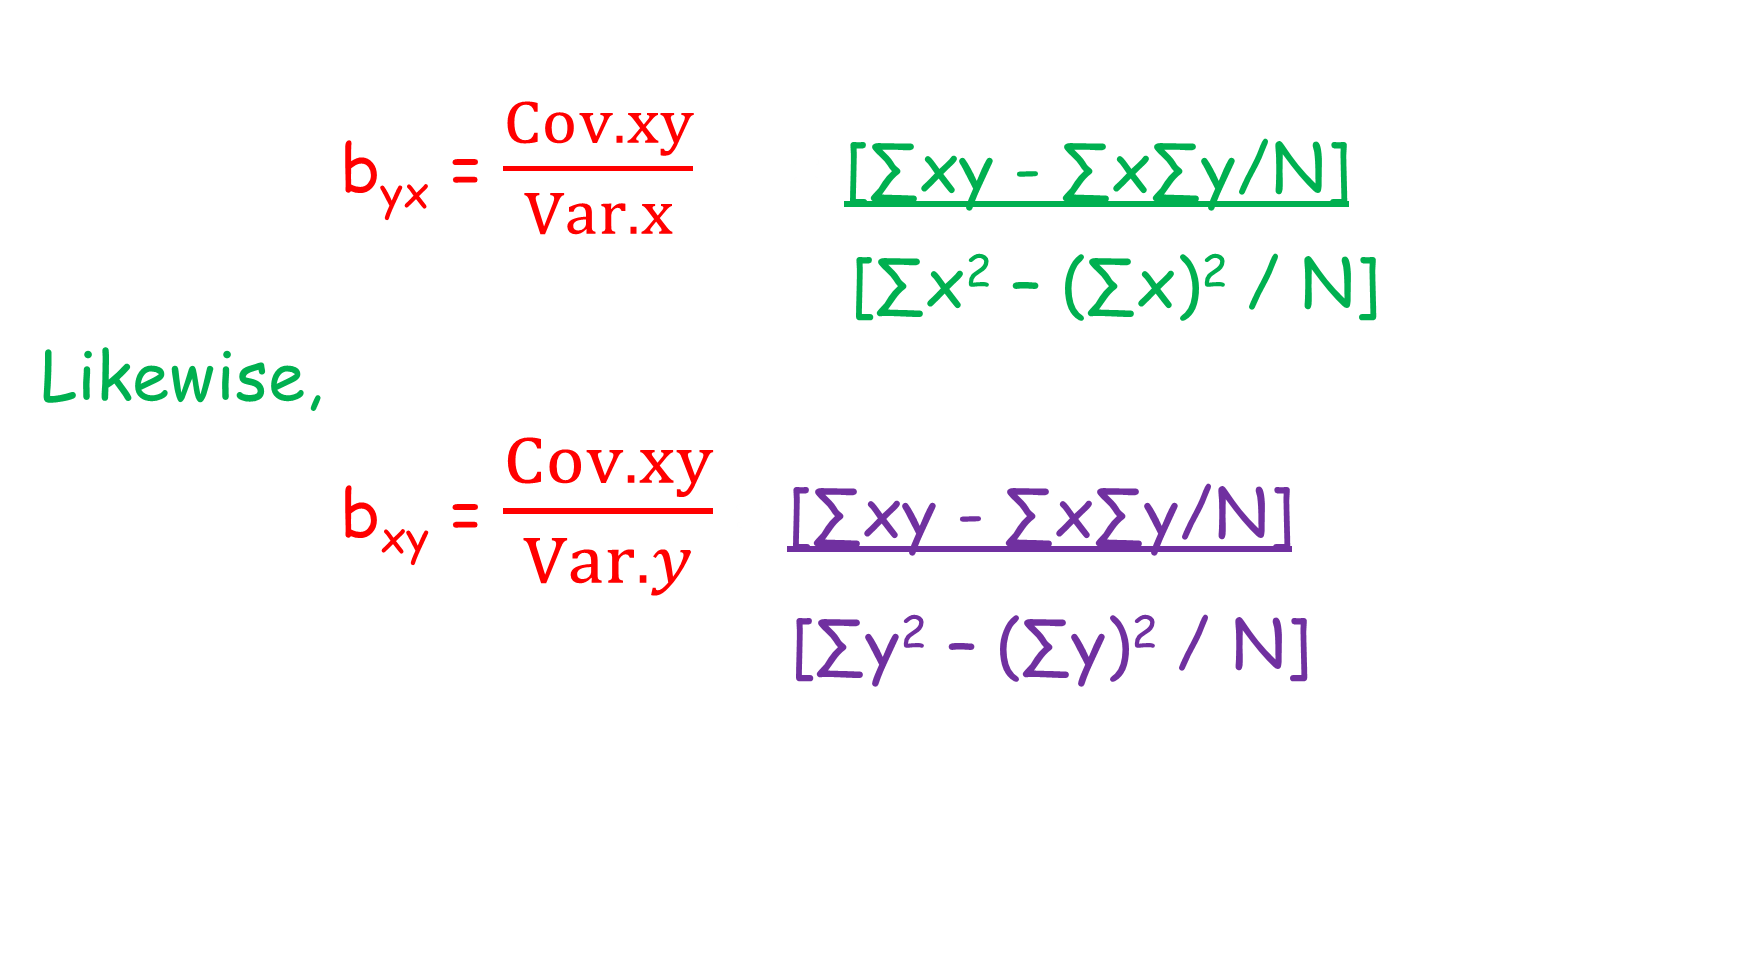 b_yx = Cov.xy / Var.x
[∑xy - ∑x∑y/N]
[∑x² - (∑x)² / N]
Likewise,
b_xy = Cov.xy / Var.y
[∑xy - ∑x∑y/N]
[∑y² - (∑y)² / N]